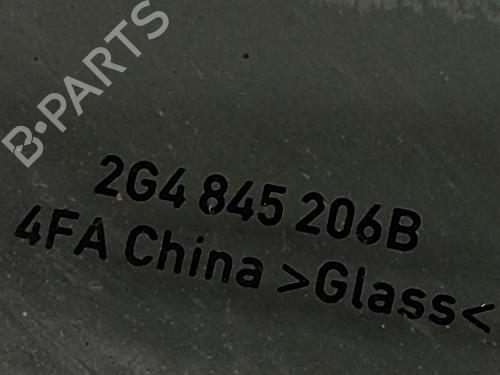 B-PARTS
2G4 845 206B
4FA China >Glass<